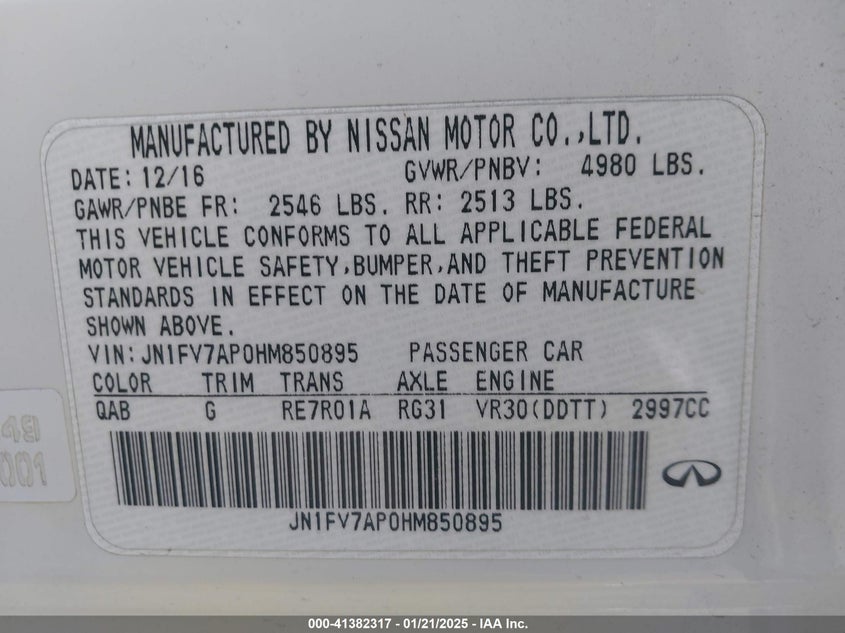 MANUFACTURED BY NISSAN MOTOR CO.,LTD.
DATE: 12/16 GVWR/PNBV: 4980 LBS.
GAWR/PNBE FR: 2546 LBS. RR: 2513 LBS.
THIS VEHICLE CONFORMS TO ALL APPLICABLE FEDERAL
MOTOR VEHICLE SAFETY,BUMPER,AND THEFT PREVENTION
STANDARDS IN EFFECT ON THE DATE OF MANUFACTURE
SHOWN ABOVE.
VIN: JN1FV7AP0HM850895 PASSENGER CAR
COLOR TRIM TRANS AXLE ENGINE
QAB G RE7R01A RG31 VR30(DDTT) 2997CC
JN1FV7AP0HM850895
001
000-41382317 - 01/21/2025 - IAA Inc.